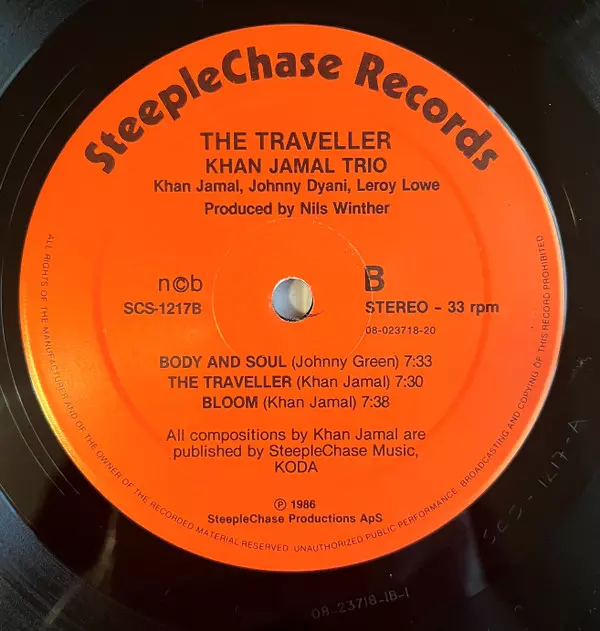 SteepleChase Records
THE TRAVELLER
KHAN JAMAL TRIO
Khan Jamal, Johnny Dyani, Leroy Lowe
Produced by Nils Winther
n©b
SCS-1217B
B
STEREO - 33 rpm
08-023718-20
BODY AND SOUL (Johnny Green) 7:33
THE TRAVELLER (Khan Jamal) 7:30
BLOOM (Khan Jamal) 7:38
All compositions by Khan Jamal are
published by SteepleChase Music,
KODA
℗ 1986
SteepleChase Productions ApS
ALL RIGHTS OF THE MANUFACTURER AND OF THE OWNER OF THE RECORDED MATERIAL RESERVED. UNAUTHORIZED PUBLIC PERFORMANCE, BROADCASTING AND COPYING OF THIS RECORD PROHIBITED
SCS-1217-A
08-23718-1B-1